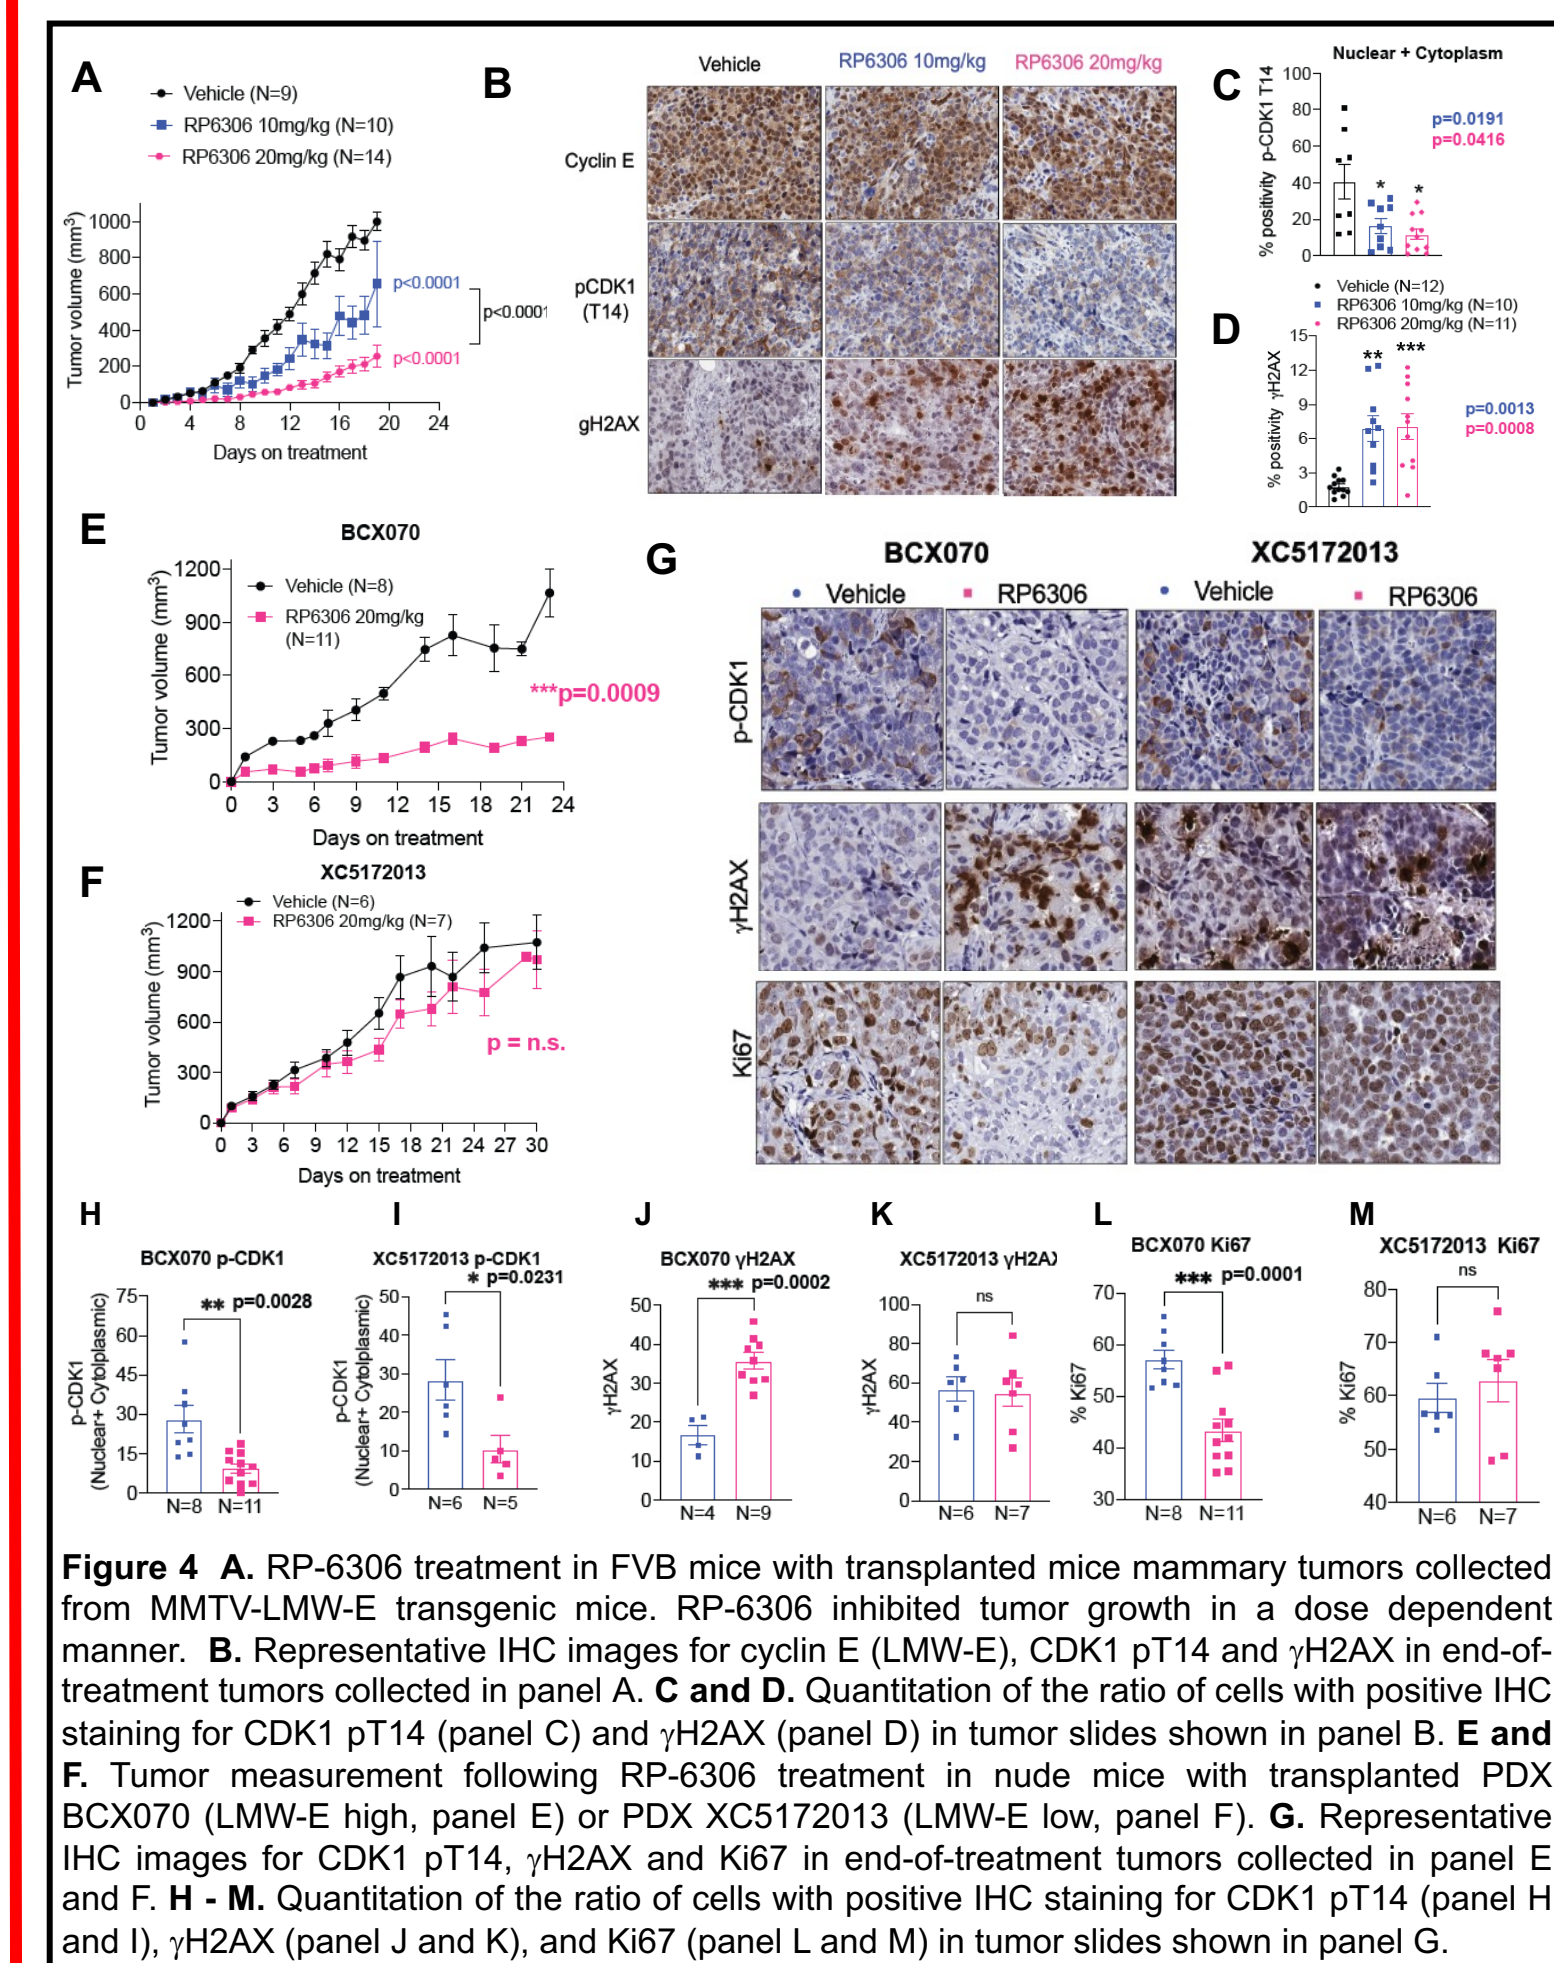 A
Vehicle (N=9)
RP6306 10mg/kg (N=10)
RP6306 20mg/kg (N=14)
Tumor volume (mm³)
1000
800
600
400
200
0
p<0.0001
p<0.0001
p<0.0001
0 4 8 12 16 20 24
Days on treatment
B
Vehicle
RP6306 10mg/kg
RP6306 20mg/kg
Cyclin E
pCDK1
(T14)
gH2AX
C
Nuclear + Cytoplasm
% positivity p-CDK1 T14
100
80
60
40
20
0
* *
p=0.0191
p=0.0416
Vehicle (N=12)
RP6306 10mg/kg (N=10)
RP6306 20mg/kg (N=11)
D
% positivity γH2AX
15
12
9
6
3
0
** ***
p=0.0013
p=0.0008
E
BCX070
Vehicle (N=8)
RP6306 20mg/kg
(N=11)
Tumor volume (mm³)
1200
900
600
300
0
***p=0.0009
0 3 6 9 12 15 18 21 24
Days on treatment
F
XC5172013
Vehicle (N=6)
RP6306 20mg/kg (N=7)
Tumor volume (mm³)
1200
900
600
300
0
p = n.s.
0 3 6 9 12 15 18 21 24 27 30
Days on treatment
G
BCX070
XC5172013
Vehicle
RP6306
Vehicle
RP6306
p-CDK1
γH2AX
Ki67
H
BCX070 p-CDK1
** p=0.0028
p-CDK1
(Nuclear+ Cytolplasmic)
75
60
45
30
15
0
N=8 N=11
I
XC5172013 p-CDK1
* p=0.0231
p-CDK1
(Nuclear+ Cytolplasmic)
50
40
30
20
10
0
N=6 N=5
J
BCX070 γH2AX
*** p=0.0002
γH2AX
50
40
30
20
10
0
N=4 N=9
K
XC5172013 γH2AX
ns
γH2AX
100
80
60
40
20
0
N=6 N=7
L
BCX070 Ki67
*** p=0.0001
% Ki67
70
60
50
40
30
N=8 N=11
M
XC5172013 Ki67
ns
% Ki67
80
70
60
50
40
N=6 N=7
Figure 4 A. RP-6306 treatment in FVB mice with transplanted mice mammary tumors collected
from MMTV-LMW-E transgenic mice. RP-6306 inhibited tumor growth in a dose dependent
manner. B. Representative IHC images for cyclin E (LMW-E), CDK1 pT14 and γH2AX in end-of-
treatment tumors collected in panel A. C and D. Quantitation of the ratio of cells with positive IHC
staining for CDK1 pT14 (panel C) and γH2AX (panel D) in tumor slides shown in panel B. E and
F. Tumor measurement following RP-6306 treatment in nude mice with transplanted PDX
BCX070 (LMW-E high, panel E) or PDX XC5172013 (LMW-E low, panel F). G. Representative
IHC images for CDK1 pT14, γH2AX and Ki67 in end-of-treatment tumors collected in panel E
and F. H - M. Quantitation of the ratio of cells with positive IHC staining for CDK1 pT14 (panel H
and I), γH2AX (panel J and K), and Ki67 (panel L and M) in tumor slides shown in panel G.